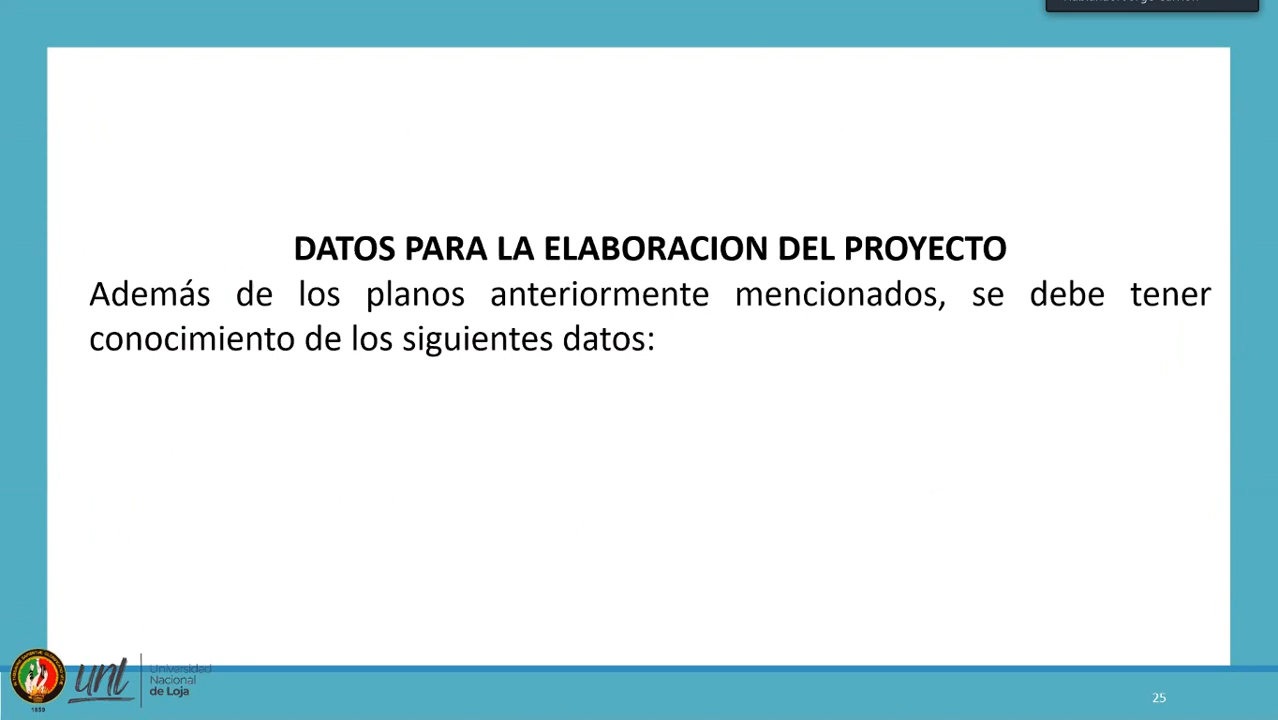 DATOS PARA LA ELABORACION DEL PROYECTO
Además de los planos anteriormente mencionados, se debe tener
conocimiento de los siguientes datos:
unl
Universidad
Nacional
de Loja
1859
25